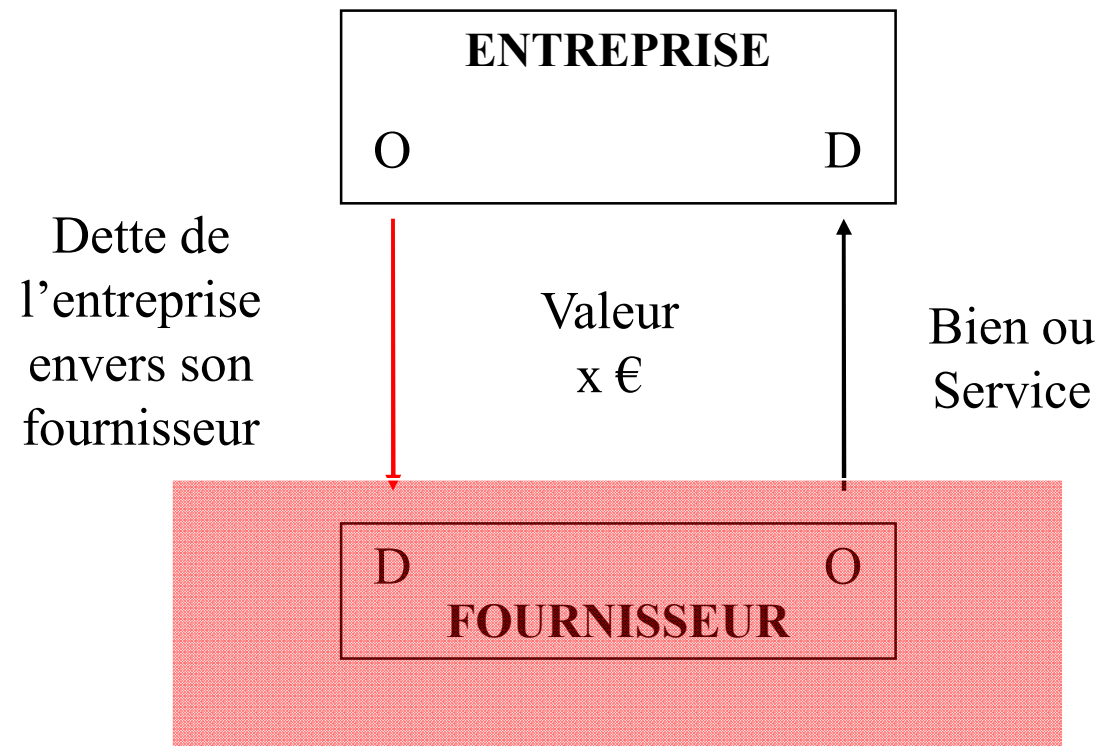 ENTREPRISE
O D
Dette de
l’entreprise
envers son
fournisseur
Valeur
x €
Bien ou
Service
D O
FOURNISSEUR